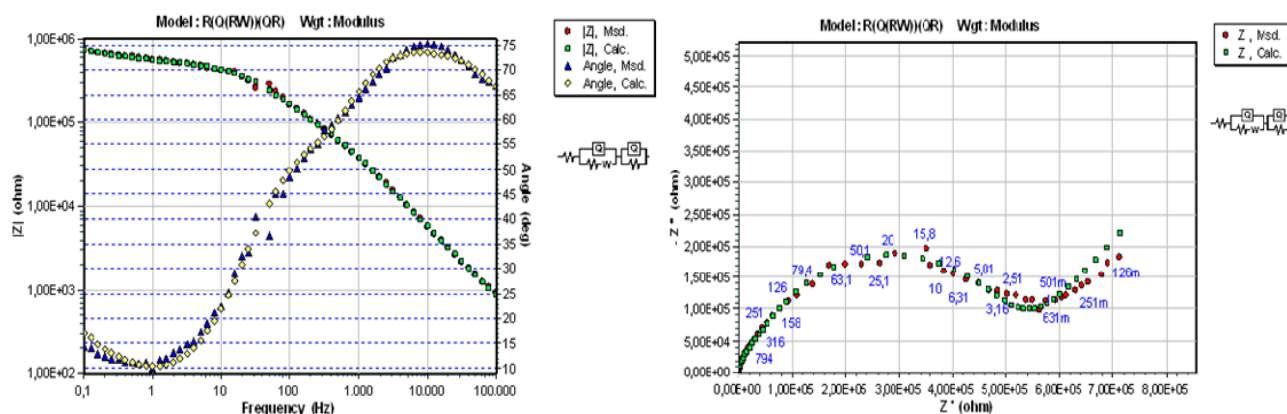 Model : R(Q(RW))(QR) Wgt : Modulus
|Z|, Msd.
|Z|, Calc.
Angle, Msd.
Angle, Calc.
|Z| (ohm)
1,00E+06
1,00E+05
1,00E+04
1,00E+03
1,00E+02
Angle (deg)
75
70
65
60
55
50
45
40
35
30
25
20
15
10
0,1
1
10
100
1.000
10.000
100.000
Frequency (Hz)
Q
W
Q
Model : R(Q(RW))(QR) Wgt : Modulus
Z , Msd.
Z , Calc.
- Z'' (ohm)
5,00E+05
4,50E+05
4,00E+05
3,50E+05
3,00E+05
2,50E+05
2,00E+05
1,50E+05
1,00E+05
5,00E+04
0,00E+00
794
316
251
158
126
79,4
63,1
50,1
25,1
20
15,8
12,6
10
6,31
5,01
3,16
2,51
631m
501m
251m
126m
0,00E+00
1,00E+05
2,00E+05
3,00E+05
4,00E+05
5,00E+05
6,00E+05
7,00E+05
8,00E+05
Z ' (ohm)
Q
W
Q